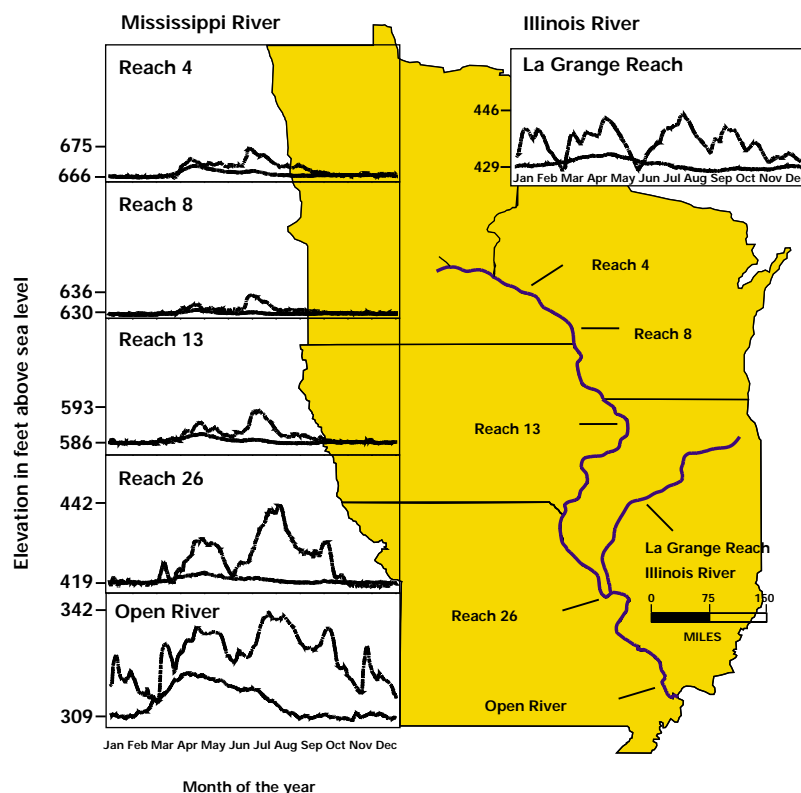 Mississippi River
Illinois River
Reach 4
675
666
Reach 8
636
630
Reach 13
593
586
Reach 26
442
419
Open River
342
309
Jan Feb Mar Apr May Jun Jul Aug Sep Oct Nov Dec
Month of the year
Elevation in feet above sea level
La Grange Reach
446
429
Jan Feb Mar Apr May Jun Jul Aug Sep Oct Nov De
Reach 4
Reach 8
Reach 13
La Grange Reach
Illinois River
Reach 26
0 75 150
MILES
Open River